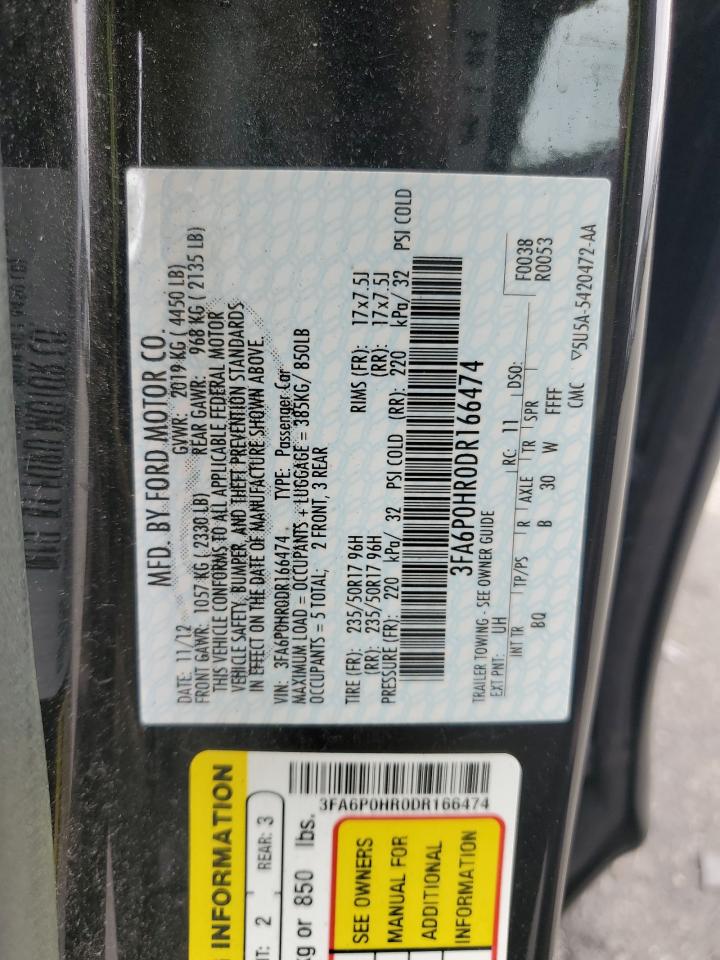 MFD. BY FORD MOTOR CO.
DATE: 11/12 GVWR: 2019 KG ( 4450 LB)
FRONT GAWR: 1057 KG ( 2330 LB) REAR GAWR: 968 KG ( 2135 LB)
THIS VEHICLE CONFORMS TO ALL APPLICABLE FEDERAL MOTOR
VEHICLE SAFETY, BUMPER, AND THEFT PREVENTION STANDARDS
IN EFFECT ON THE DATE OF MANUFACTURE SHOWN ABOVE.
VIN: 3FA6P0HR0DR166474 TYPE: Passenger Car
MAXIMUM LOAD = OCCUPANTS + LUGGAGE = 385KG/ 850LB
OCCUPANTS = 5 TOTAL, 2 FRONT, 3 REAR
TIRE (FR): 235/50R17 96H RIMS (FR): 17x7.5J
(RR): 235/50R17 96H (RR): 17x7.5J
PRESSURE (FR): 220 kPa/ 32 PSI COLD (RR): 220 kPa/ 32 PSI COLD
3FA6P0HR0DR166474
TRAILER TOWING - SEE OWNER GUIDE
EXT PNT: UH RC: 11 DSO: F0038
R0053
INT TR TP/PS R AXLE TR SPR
BQ B 30 W FFFF
CMC ▽5U5A-5420472-AA
INFORMATION
2 REAR: 3
kg or 850 lbs.
3FA6P0HR0DR166474
SEE OWNERS
MANUAL FOR
ADDITIONAL
INFORMATION